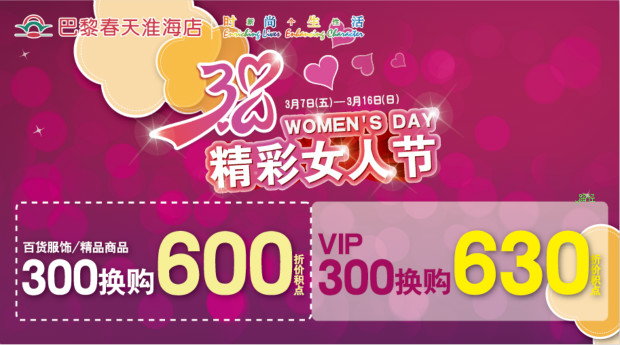 巴黎春天淮海店
时尚个生活
新 性
Enriching Lives Enhancing Character
3.8
3月7日(五)—3月16日(日)
WOMEN'S DAY
精彩女人节
百货服饰/精品商品
300换购600折价积点
VIP
300换购630折价积点